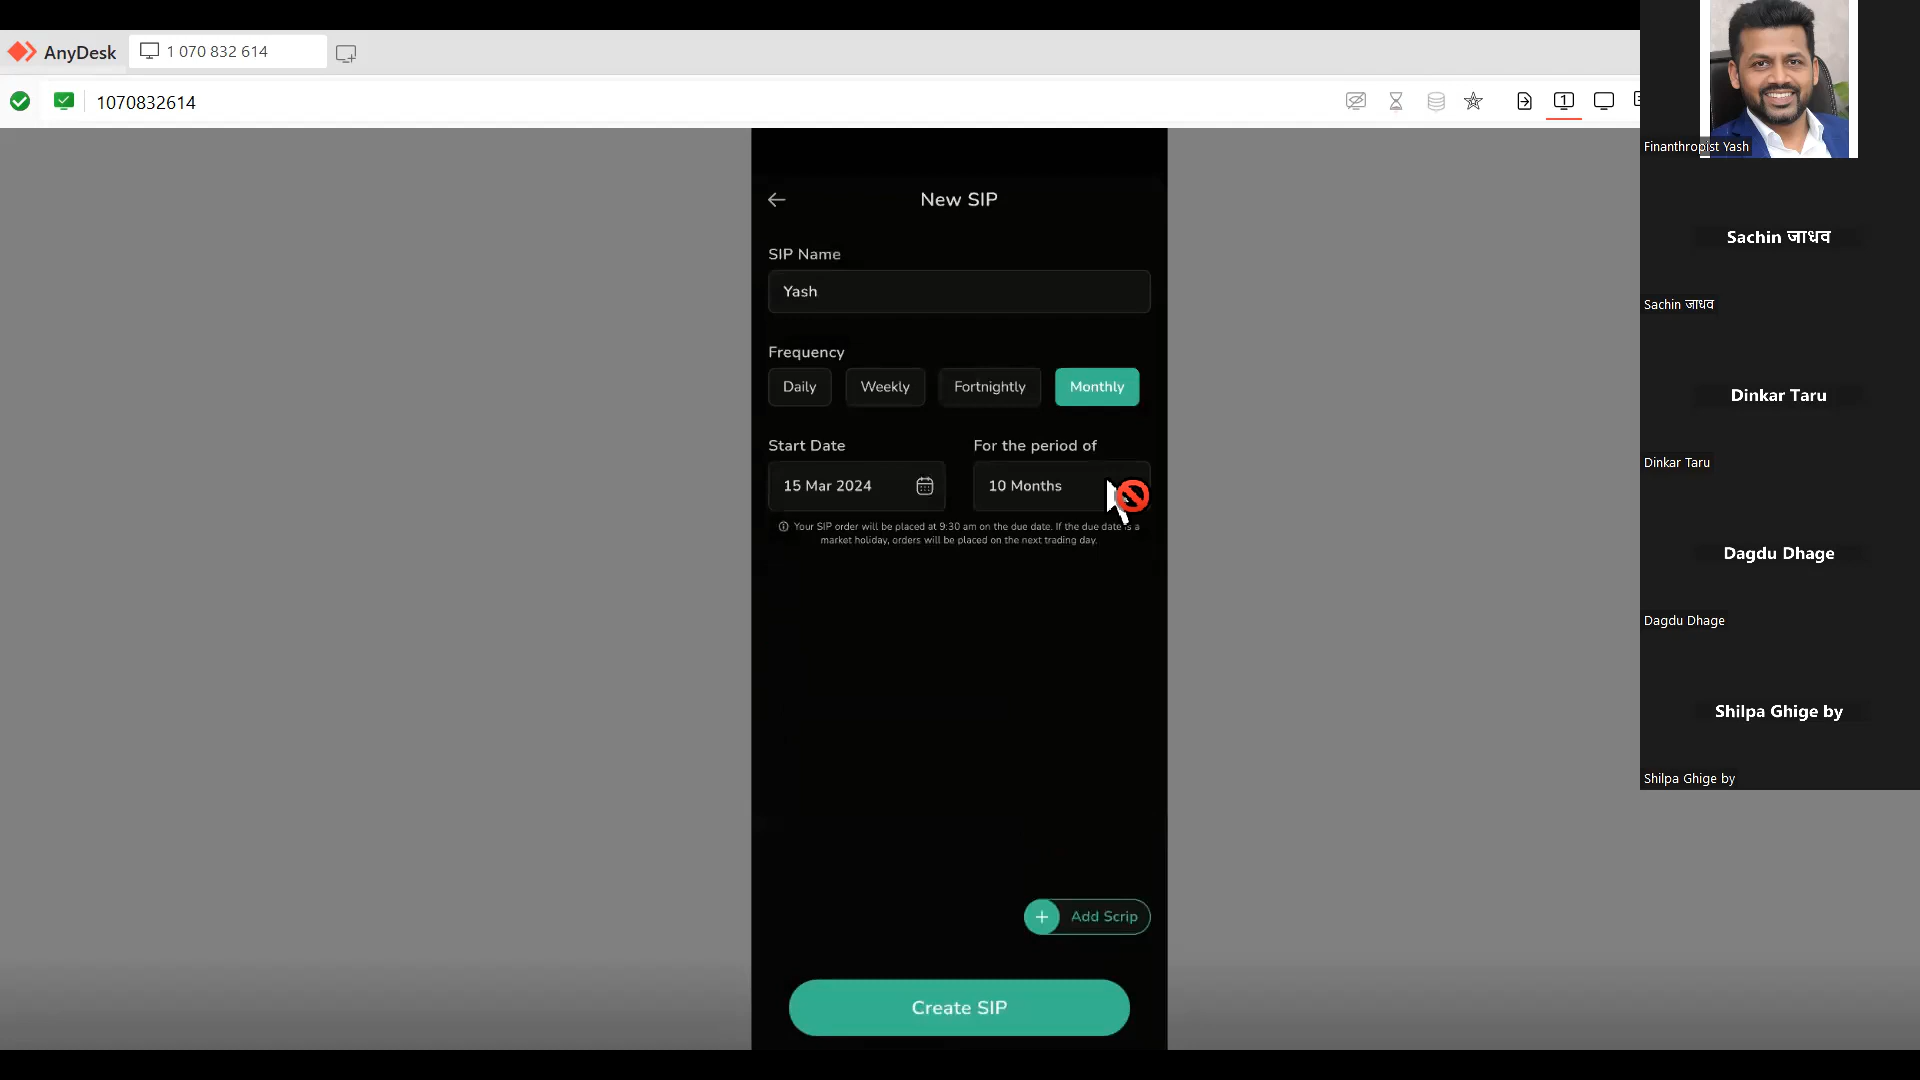 AnyDesk
1 070 832 614
1070832614
1
New SIP
SIP Name
Yash
Frequency
Daily
Weekly
Fortnightly
Monthly
Start Date
For the period of
15 Mar 2024
10 Months
Your SIP order will be placed at 9:30 am on the due date. If the due date is a
market holiday, orders will be placed on the next trading day.
Add Scrip
Create SIP
Finanthropist Yash
Sachin जाधव
Sachin जाधव
Dinkar Taru
Dinkar Taru
Dagdu Dhage
Dagdu Dhage
Shilpa Ghige by
Shilpa Ghige by